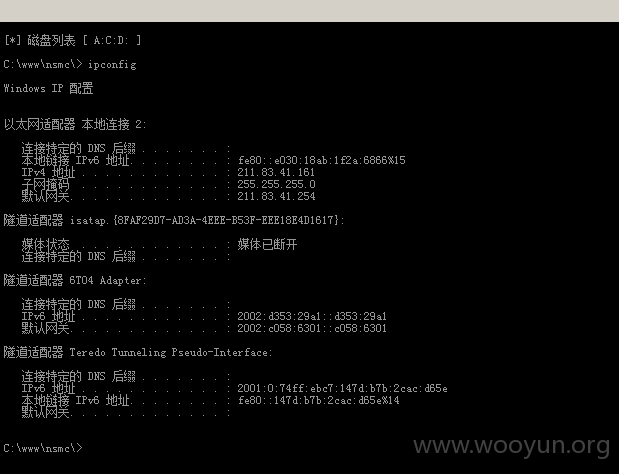 [*] 磁盘列表 [ A:C:D: ]
C:\www\nsmc\> ipconfig
Windows IP 配置
以太网适配器 本地连接 2:
连接特定的 DNS 后缀 . . . . . . . :
本地链接 IPv6 地址. . . . . . . . : fe80::e030:18ab:1f2a:6866%15
IPv4 地址 . . . . . . . . . . . . : 211.83.41.161
子网掩码 . . . . . . . . . . . . : 255.255.255.0
默认网关. . . . . . . . . . . . . : 211.83.41.254
隧道适配器 isatap.{8FAF29D7-AD3A-4EEE-B53F-EEE18E4D1617}:
媒体状态 . . . . . . . . . . . . : 媒体已断开
连接特定的 DNS 后缀 . . . . . . . :
隧道适配器 6TO4 Adapter:
连接特定的 DNS 后缀 . . . . . . . :
IPv6 地址 . . . . . . . . . . . . : 2002:d353:29a1::d353:29a1
默认网关. . . . . . . . . . . . . : 2002:c058:6301::c058:6301
隧道适配器 Teredo Tunneling Pseudo-Interface:
连接特定的 DNS 后缀 . . . . . . . :
IPv6 地址 . . . . . . . . . . . . : 2001:0:74ff:ebc7:147d:b7b:2cac:d65e
本地链接 IPv6 地址. . . . . . . . : fe80::147d:b7b:2cac:d65e%14
默认网关. . . . . . . . . . . . . :
C:\www\nsmc\>
www.wooyun.org